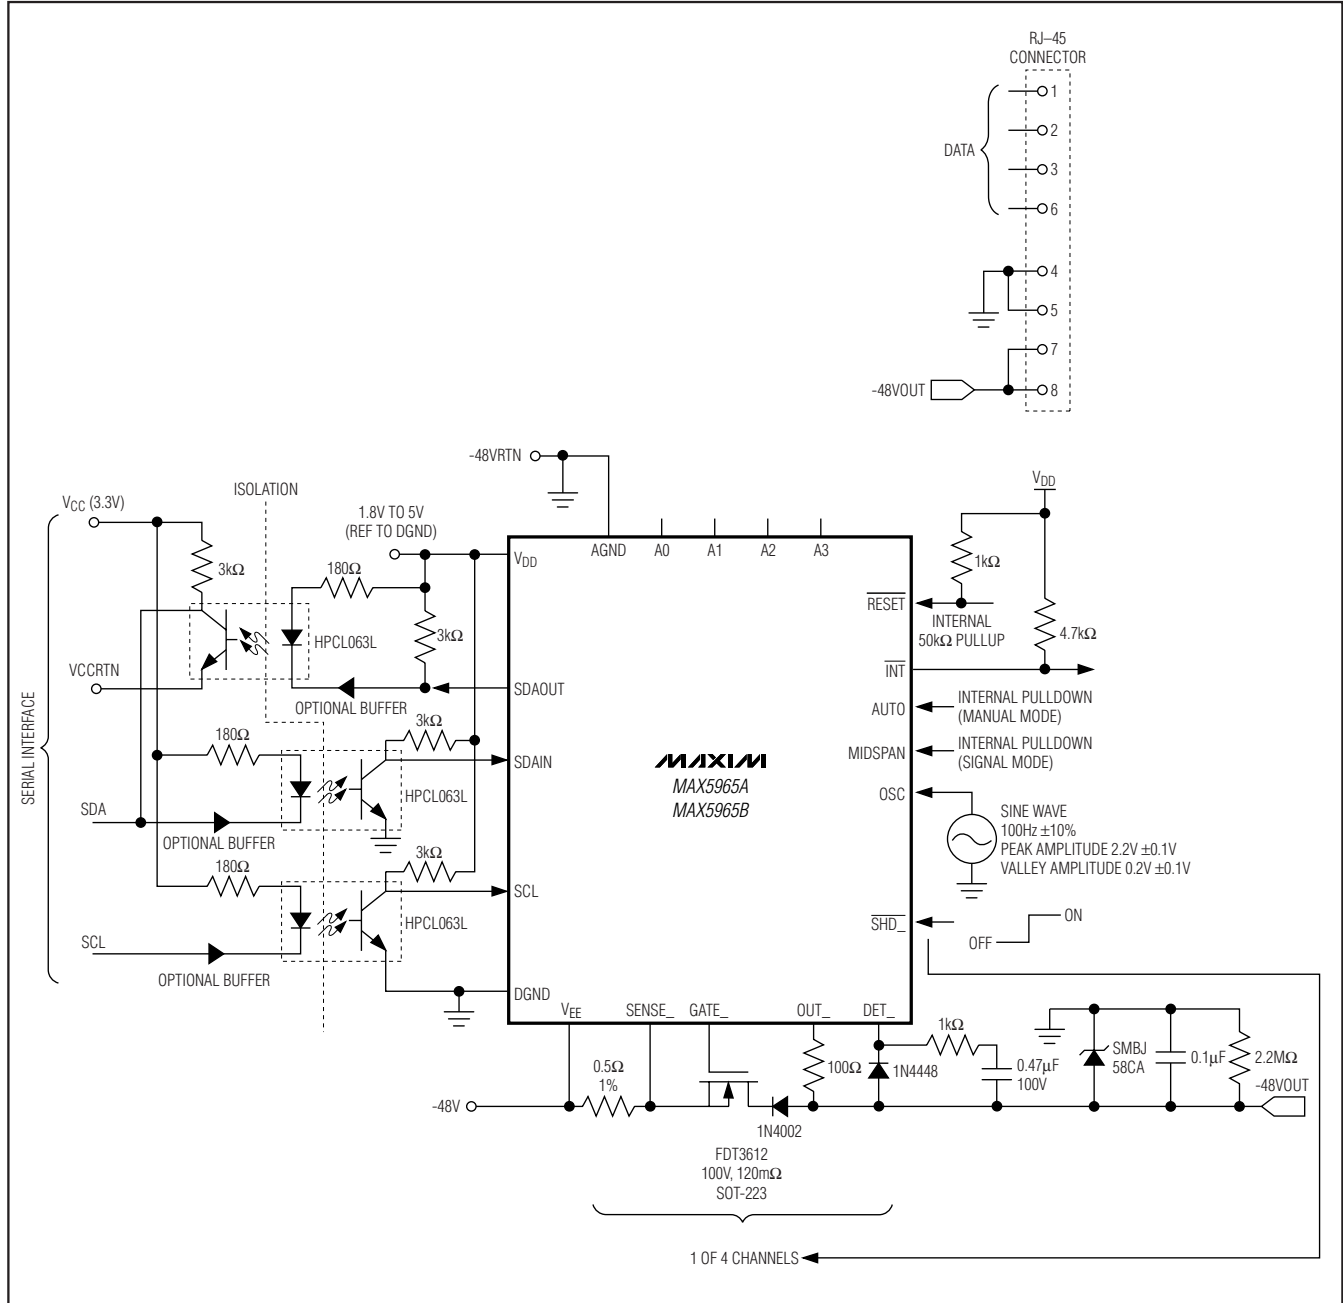 RJ–45
CONNECTOR
1
2
DATA
3
6
4
5
7
-48VOUT
8
-48VRTN
ISOLATION
VDD
VCC (3.3V)
1.8V TO 5V
(REF TO DGND)
AGND
A0
A1
A2
A3
VDD
3kΩ
180Ω
1kΩ
RESET
INTERNAL
50kΩ PULLUP
HPCL063L
3kΩ
4.7kΩ
VCCRTN
INT
SDAOUT
OPTIONAL BUFFER
AUTO
INTERNAL PULLDOWN
(MANUAL MODE)
SERIAL INTERFACE
180Ω
3kΩ
SDAIN
MAXIM
MAX5965A
MAX5965B
MIDSPAN
INTERNAL PULLDOWN
(SIGNAL MODE)
OSC
HPCL063L
SDA
OPTIONAL BUFFER
SINE WAVE
100Hz ±10%
PEAK AMPLITUDE 2.2V ±0.1V
VALLEY AMPLITUDE 0.2V ±0.1V
180Ω
3kΩ
SCL
HPCL063L
SHD_
ON
OFF
SCL
OPTIONAL BUFFER
DGND
VEE
SENSE_
GATE_
OUT_
DET_
1kΩ
0.5Ω
1%
100Ω
1N4448
0.47μF
100V
SMBJ
58CA
0.1μF
2.2MΩ
-48VOUT
-48V
1N4002
FDT3612
100V, 120mΩ
SOT-223
1 OF 4 CHANNELS